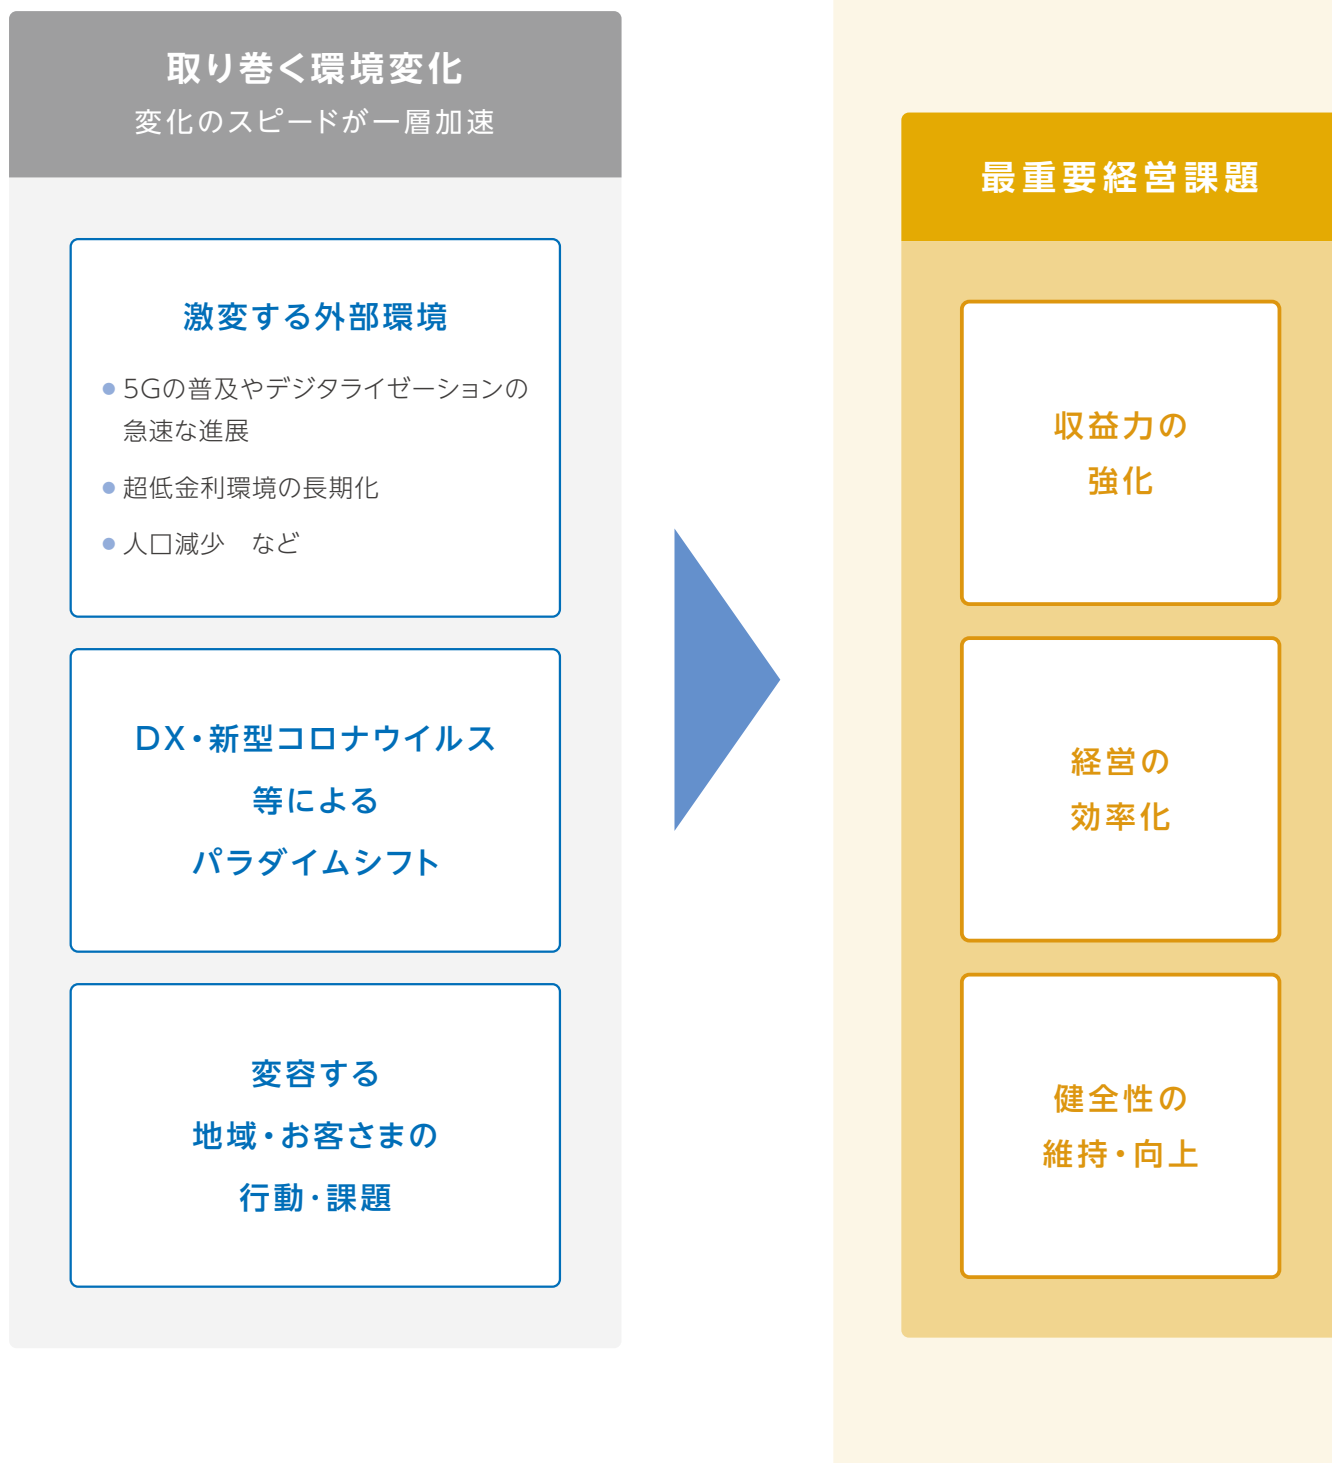 取り巻く環境変化
変化のスピードが一層加速
激変する外部環境
● 5Gの普及やデジタライゼーションの
急速な進展
● 超低金利環境の長期化
● 人口減少　など
DX・新型コロナウイルス
等による
パラダイムシフト
変容する
地域・お客さまの
行動・課題
最重要経営課題
収益力の
強化
経営の
効率化
健全性の
維持・向上